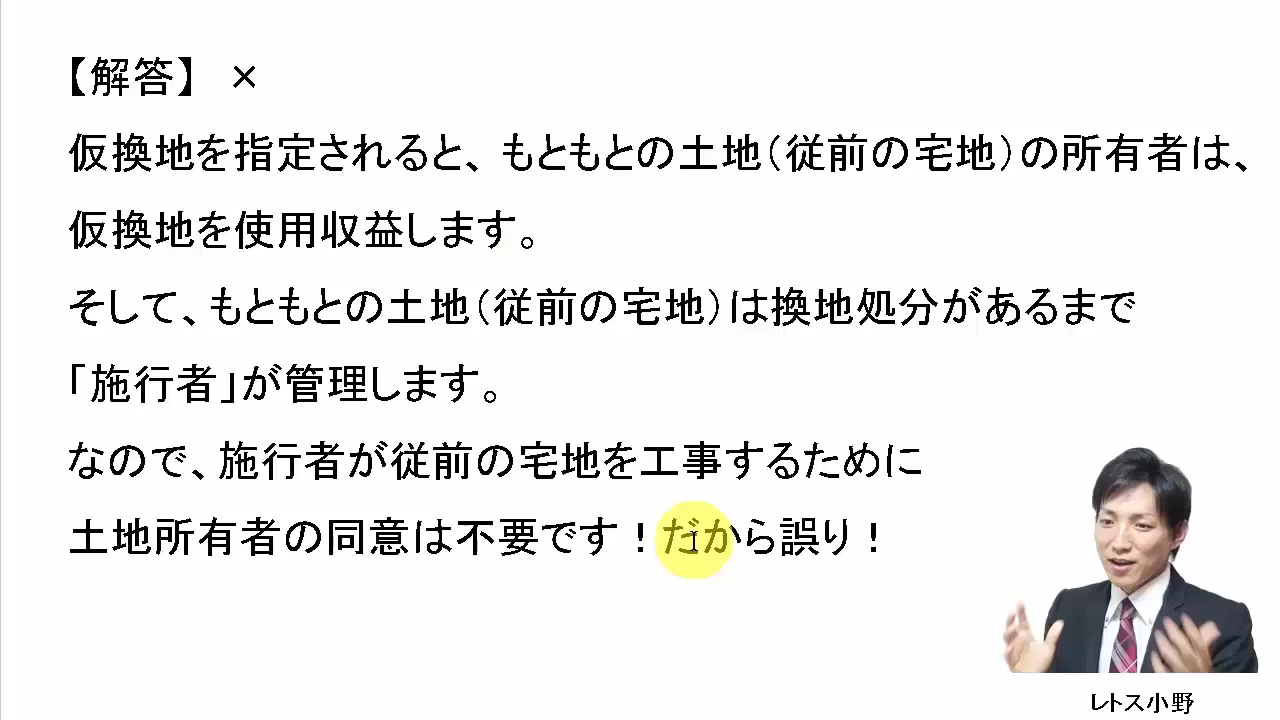 【解答】 ×
仮換地を指定されると、もともとの土地（従前の宅地）の所有者は、
仮換地を使用収益します。
そして、もともとの土地（従前の宅地）は換地処分があるまで
「施行者」が管理します。
なので、施行者が従前の宅地を工事するために
土地所有者の同意は不要です！だから誤り！
レトス小野